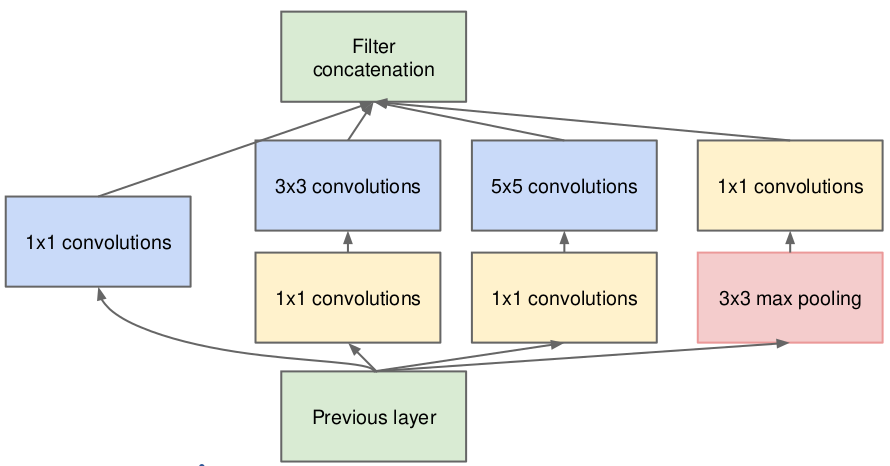 Filter
concatenation
3x3 convolutions
5x5 convolutions
1x1 convolutions
1x1 convolutions
1x1 convolutions
1x1 convolutions
3x3 max pooling
Previous layer